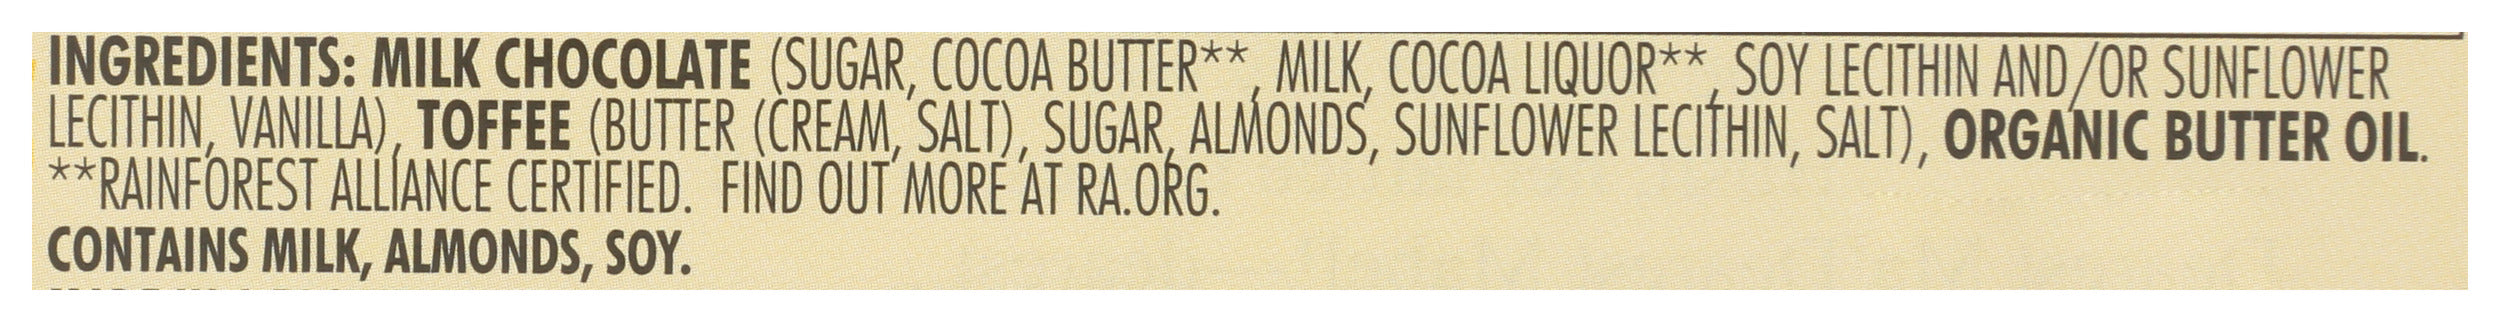 INGREDIENTS: MILK CHOCOLATE (SUGAR, COCOA BUTTER**, MILK, COCOA LIQUOR**, SOY LECITHIN AND/OR SUNFLOWER
LECITHIN, VANILLA), TOFFEE (BUTTER (CREAM, SALT), SUGAR, ALMONDS, SUNFLOWER LECITHIN, SALT), ORGANIC BUTTER OIL.
**RAINFOREST ALLIANCE CERTIFIED. FIND OUT MORE AT RA.ORG.
CONTAINS MILK, ALMONDS, SOY.